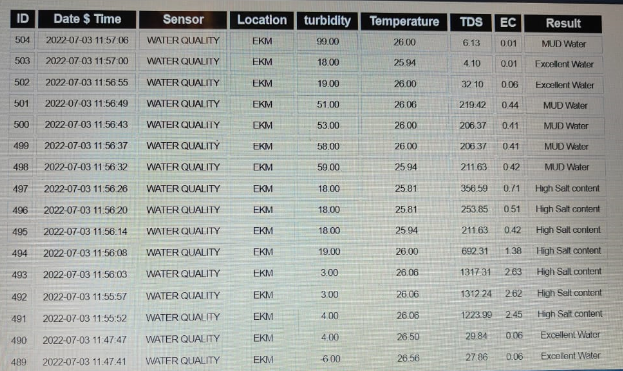 ID Date $ Time Sensor Location turbidity Temperature TDS EC Result
504 2022-07-03 11:57:06 WATER QUALITY EKM 99.00 26.00 6.13 0.01 MUD Water
503 2022-07-03 11:57:00 WATER QUALITY EKM 18.00 25.94 4.10 0.01 Excellent Water
502 2022-07-03 11:56:55 WATER QUALITY EKM 19.00 26.00 32.10 0.06 Excellent Water
501 2022-07-03 11:56:49 WATER QUALITY EKM 51.00 26.06 219.42 0.44 MUD Water
500 2022-07-03 11:56:43 WATER QUALITY EKM 53.00 26.00 206.37 0.41 MUD Water
499 2022-07-03 11:56:37 WATER QUALITY EKM 58.00 26.00 206.37 0.41 MUD Water
498 2022-07-03 11:56:32 WATER QUALITY EKM 59.00 25.94 211.63 0.42 MUD Water
497 2022-07-03 11:56:26 WATER QUALITY EKM 18.00 25.81 356.59 0.71 High Salt content
496 2022-07-03 11:56:20 WATER QUALITY EKM 18.00 25.81 253.85 0.51 High Salt content
495 2022-07-03 11:56:14 WATER QUALITY EKM 18.00 25.94 211.63 0.42 High Salt content
494 2022-07-03 11:56:08 WATER QUALITY EKM 19.00 26.00 692.31 1.38 High Salt content
493 2022-07-03 11:56:03 WATER QUALITY EKM 3.00 26.06 1317.31 2.63 High Salt content
492 2022-07-03 11:55:57 WATER QUALITY EKM 3.00 26.06 1312.24 2.62 High Salt content
491 2022-07-03 11:55:52 WATER QUALITY EKM 4.00 26.06 1223.99 2.45 High Salt content
490 2022-07-03 11:47:47 WATER QUALITY EKM 4.00 26.50 29.84 0.06 Excellent Water
489 2022-07-03 11:47:41 WATER QUALITY EKM -6.00 26.56 27.86 0.06 Excellent Water